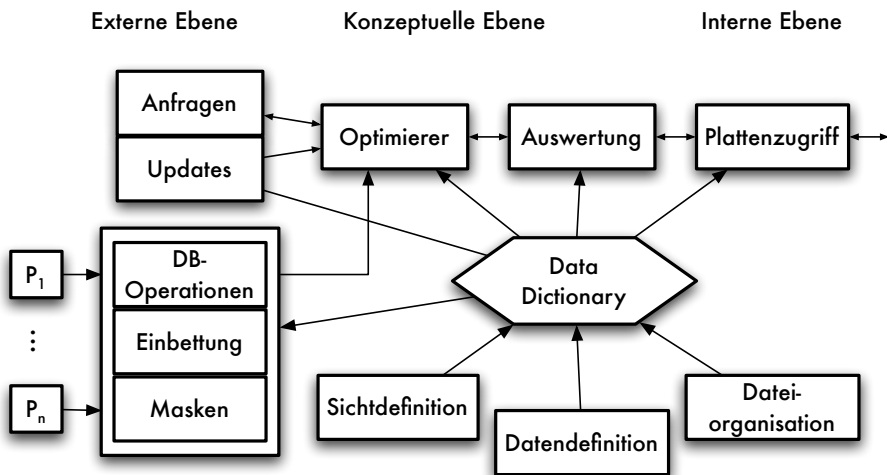 Externe Ebene
Konzeptuelle Ebene
Interne Ebene
Anfragen
Updates
Optimierer
Auswertung
Plattenzugriff
P1
⋮
Pn
DB-
Operationen
Einbettung
Masken
Data
Dictionary
Sichtdefinition
Datendefinition
Datei-
organisation